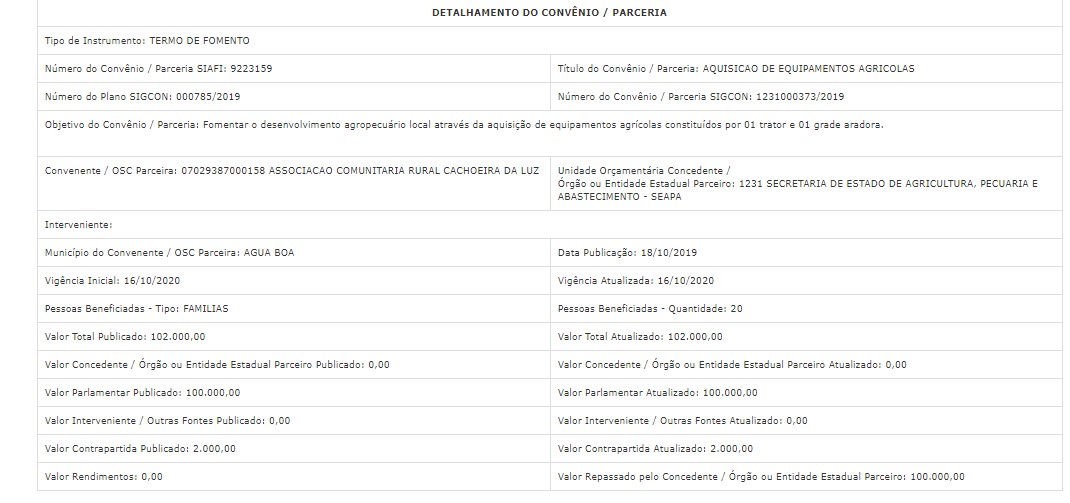 DETALHAMENTO DO CONVÊNIO / PARCERIA
Tipo de Instrumento: TERMO DE FOMENTO
Número do Convênio / Parceria SIAFI: 9223159
Título do Convênio / Parceria: AQUISICAO DE EQUIPAMENTOS AGRICOLAS
Número do Plano SIGCON: 000785/2019
Número do Convênio / Parceria SIGCON: 1231000373/2019
Objetivo do Convênio / Parceria: Fomentar o desenvolvimento agropecuário local através da aquisição de equipamentos agrícolas constituídos por 01 trator e 01 grade aradora.
Convenente / OSC Parceira: 07029387000158 ASSOCIACAO COMUNITARIA RURAL CACHOEIRA DA LUZ
Unidade Orçamentária Concedente /
Órgão ou Entidade Estadual Parceiro: 1231 SECRETARIA DE ESTADO DE AGRICULTURA, PECUARIA E
ABASTECIMENTO - SEAPA
Interveniente:
Município do Convenente / OSC Parceira: AGUA BOA
Data Publicação: 18/10/2019
Vigência Inicial: 16/10/2020
Vigência Atualizada: 16/10/2020
Pessoas Beneficiadas - Tipo: FAMILIAS
Pessoas Beneficiadas - Quantidade: 20
Valor Total Publicado: 102.000,00
Valor Total Atualizado: 102.000,00
Valor Concedente / Órgão ou Entidade Estadual Parceiro Publicado: 0,00
Valor Concedente / Órgão ou Entidade Estadual Parceiro Atualizado: 0,00
Valor Parlamentar Publicado: 100.000,00
Valor Parlamentar Atualizado: 100.000,00
Valor Interveniente / Outras Fontes Publicado: 0,00
Valor Interveniente / Outras Fontes Atualizado: 0,00
Valor Contrapartida Publicado: 2.000,00
Valor Contrapartida Atualizado: 2.000,00
Valor Rendimentos: 0,00
Valor Repassado pelo Concedente / Órgão ou Entidade Estadual Parceiro: 100.000,00